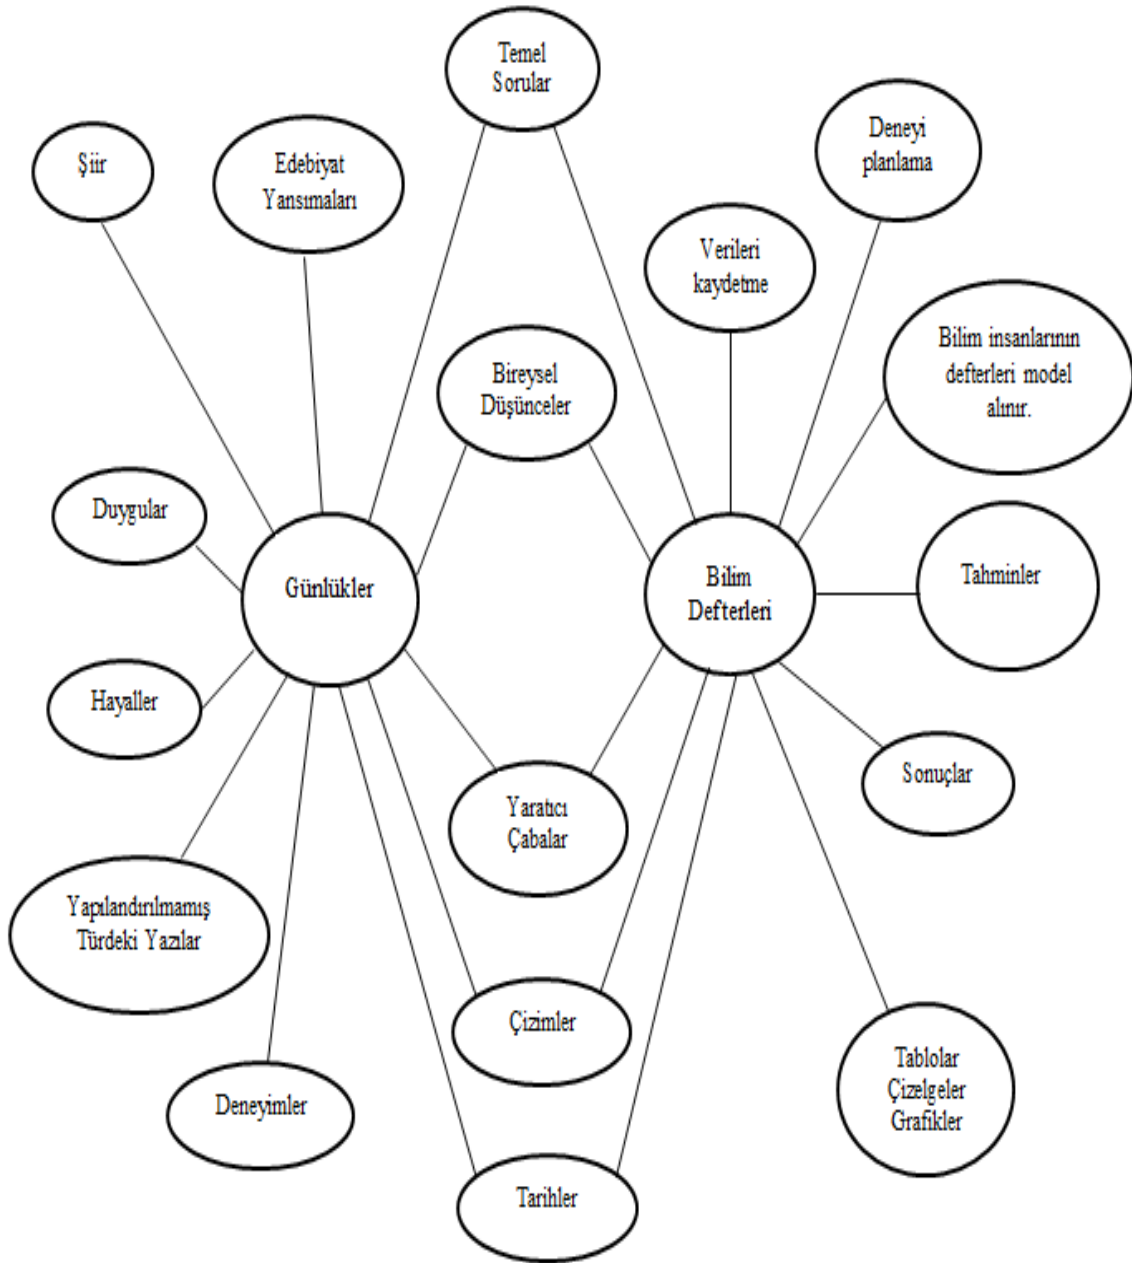 Temel
Sorular
Deneyi
planlama
Şiir
Edebiyat
Yansımaları
Verileri
kaydetme
Bilim insanlarının
defterleri model
alınır.
Bireysel
Düşünceler
Duygular
Günlükler
Bilim
Defterleri
Tahminler
Hayaller
Sonuçlar
Yaratıcı
Çabalar
Yapılandırılmamış
Türdeki Yazılar
Çizimler
Tablolar
Çizelgeler
Grafikler
Deneyimler
Tarihler